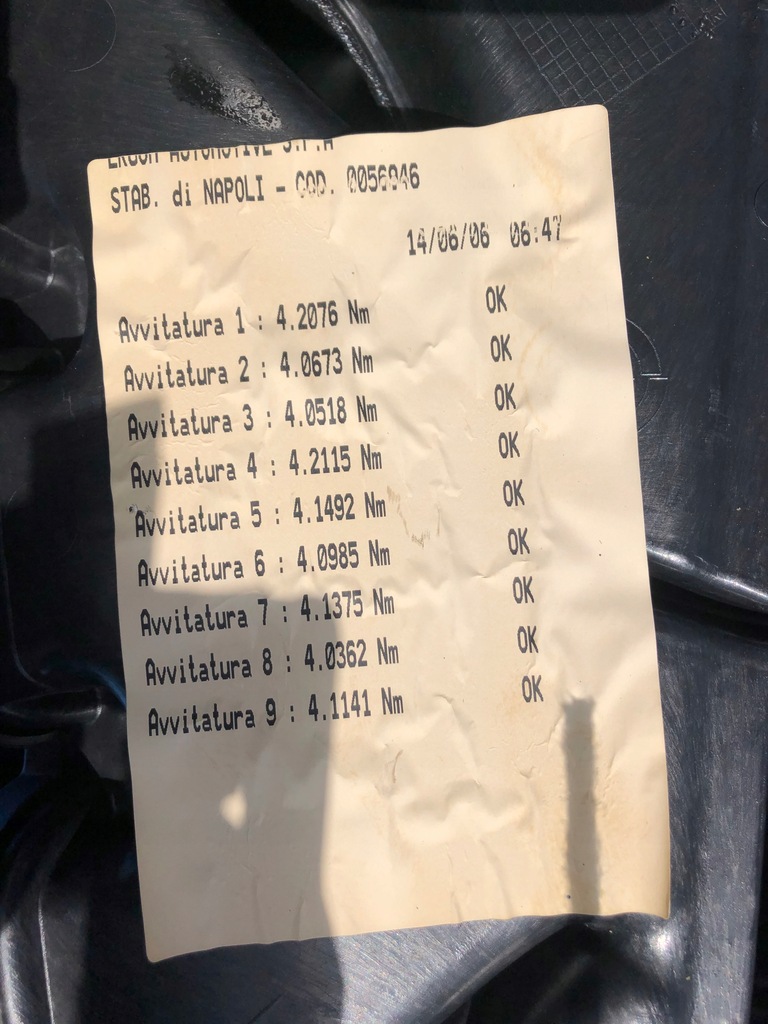 AUTOMOTIVE S.P.A
STAB. di NAPOLI - COD.
14/06/06 06:47
Avvitatura 1 : 4.2076 Nm OK
Avvitatura 2 : 4.0673 Nm OK
Avvitatura 3 : 4.0518 Nm OK
Avvitatura 4 : 4.2115 Nm OK
Avvitatura 5 : 4.1492 Nm OK
Avvitatura 6 : 4.0985 Nm OK
Avvitatura 7 : 4.1375 Nm OK
Avvitatura 8 : 4.0362 Nm OK
Avvitatura 9 : 4.1141 Nm OK